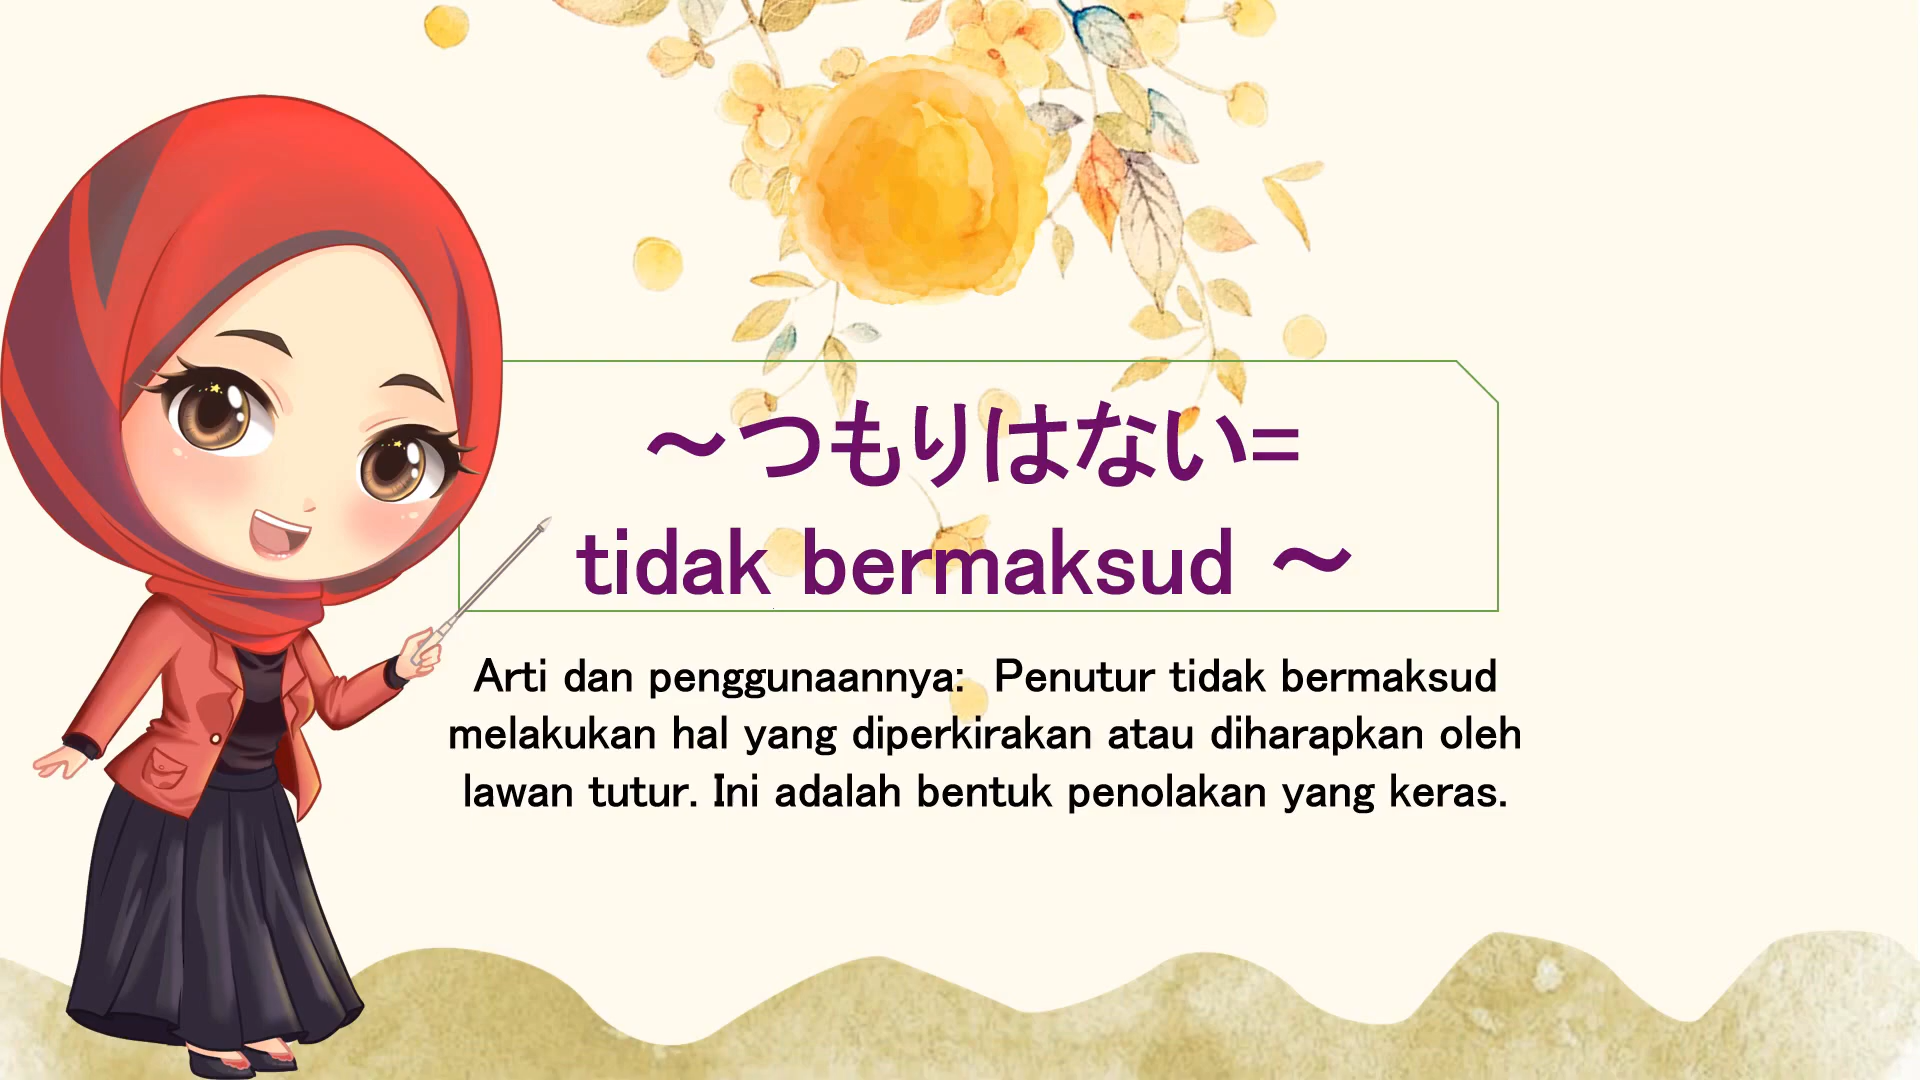 ～つもりはない=
tidak bermaksud ～
Arti dan penggunaannya:  Penutur tidak bermaksud
melakukan hal yang diperkirakan atau diharapkan oleh
lawan tutur. Ini adalah bentuk penolakan yang keras.